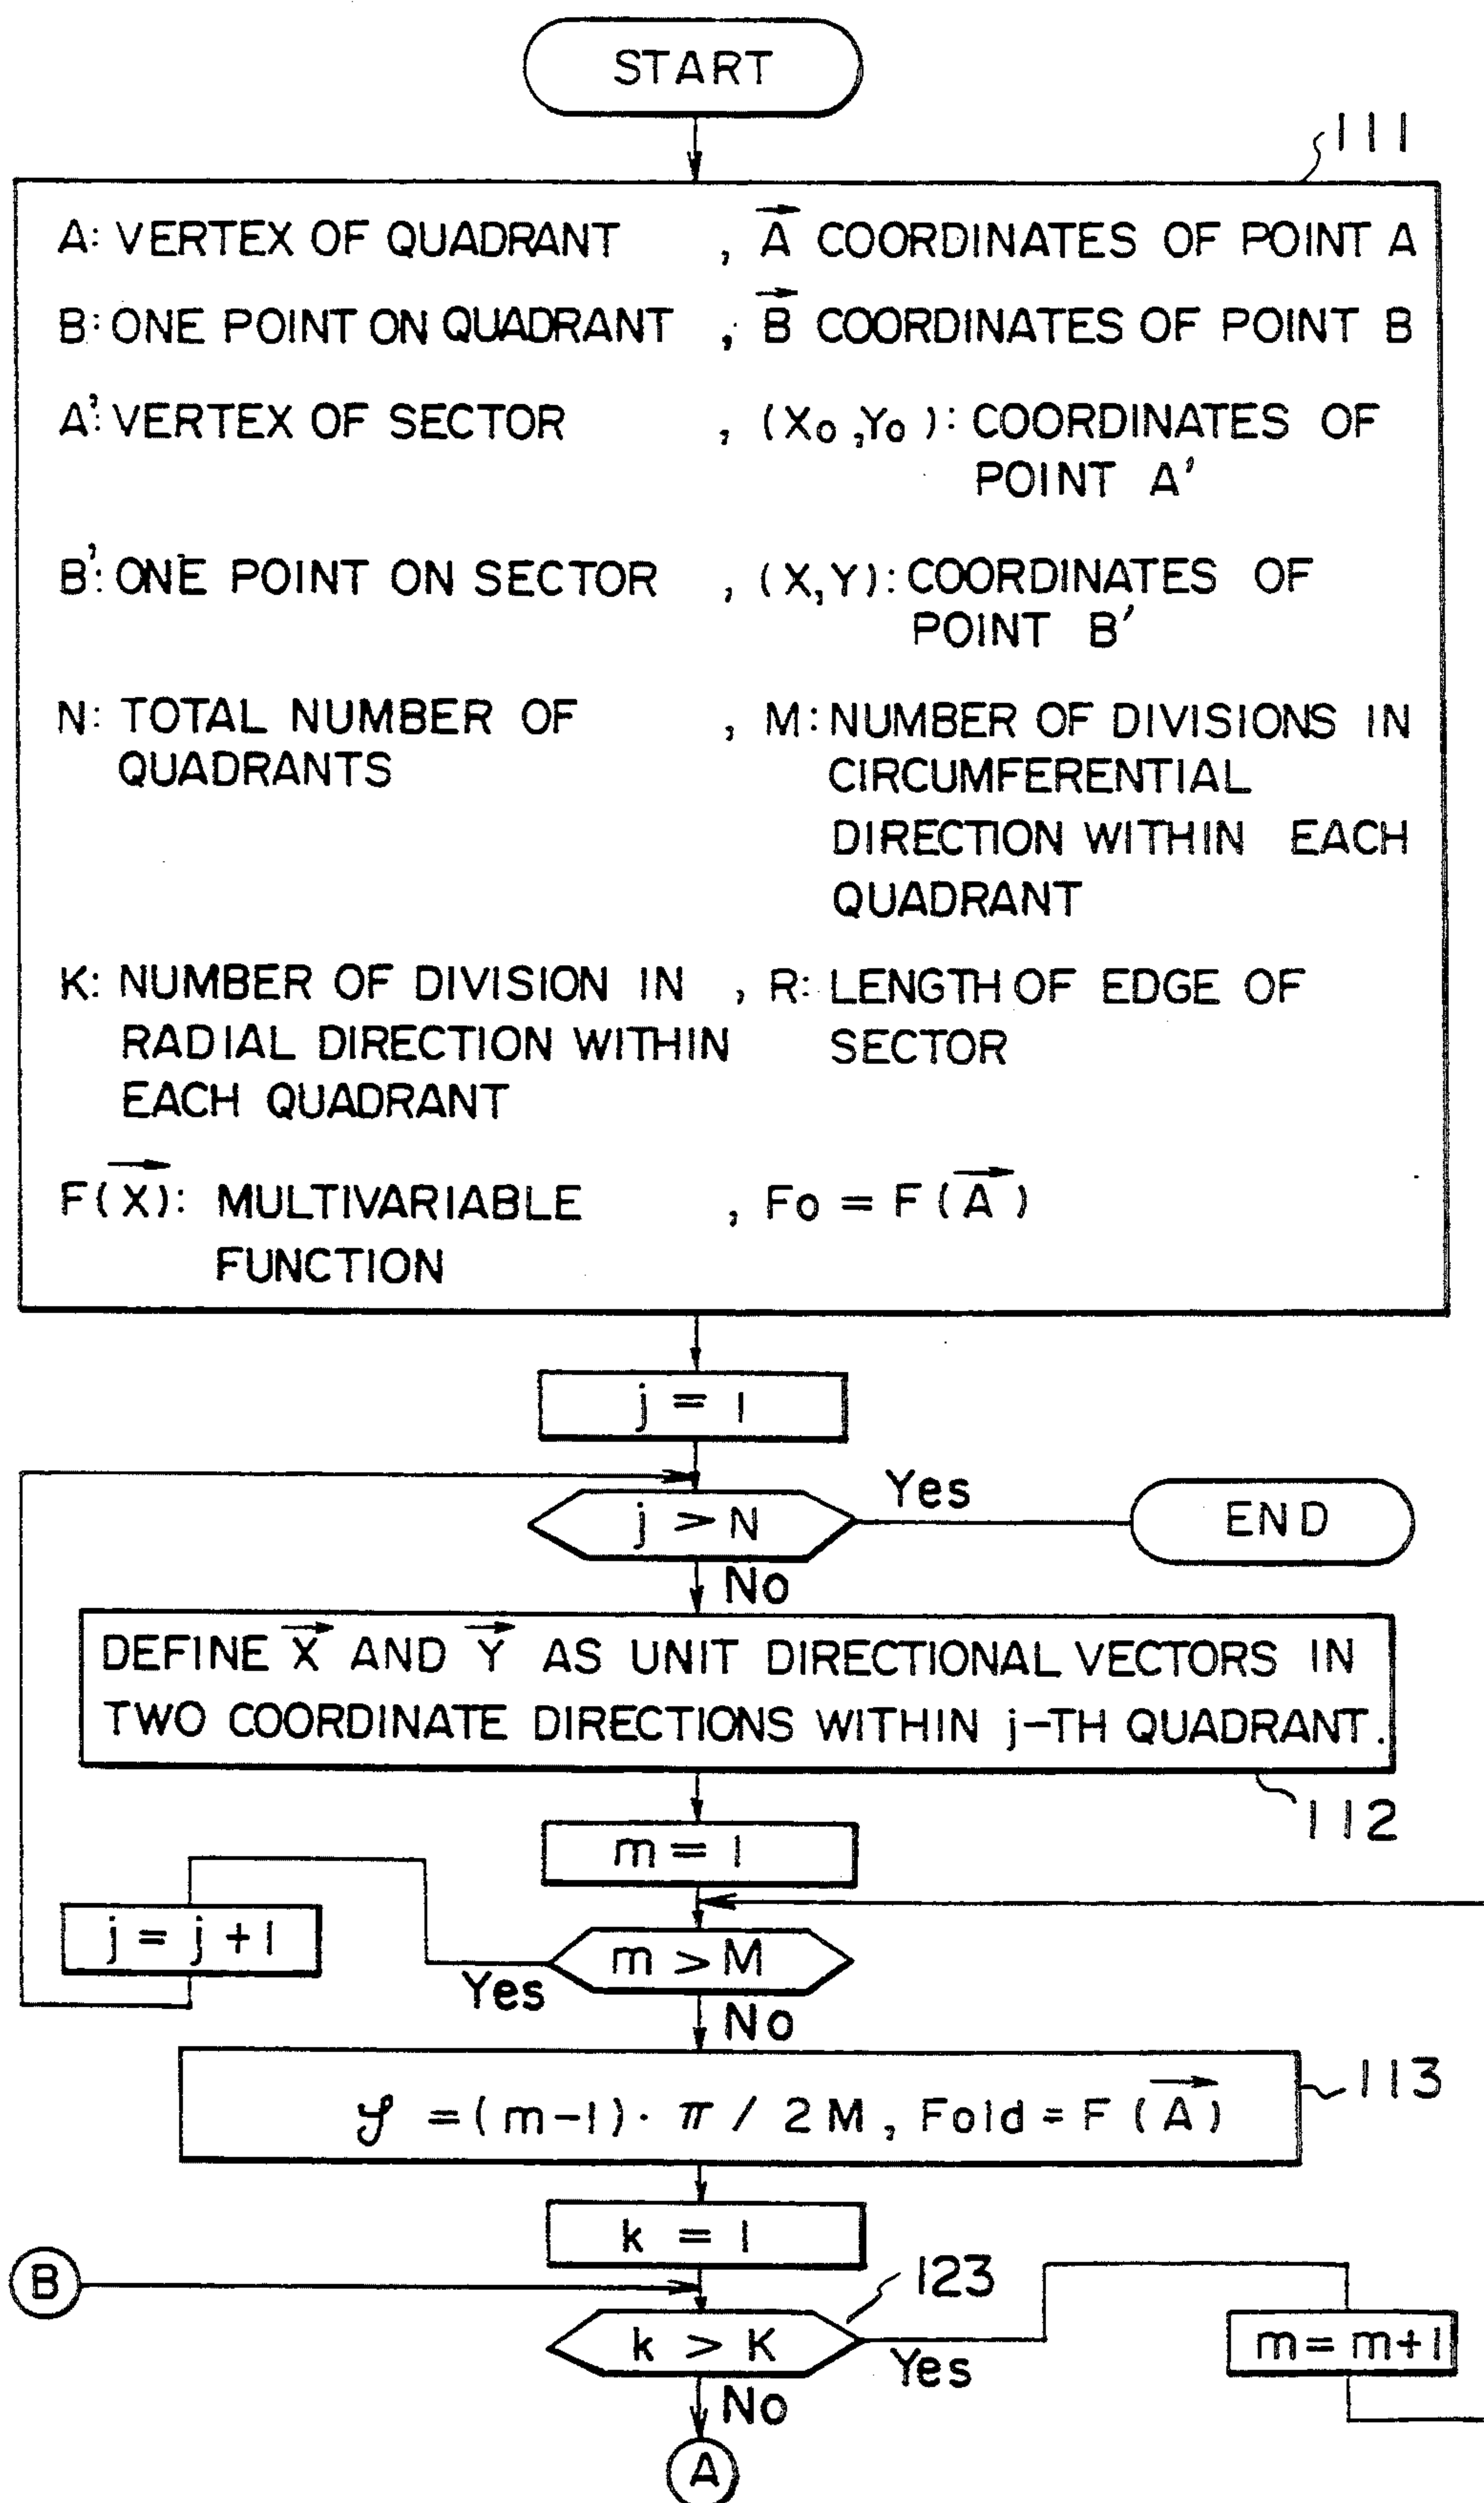 START
111
A: VERTEX OF QUADRANT , A COORDINATES OF POINT A
B: ONE POINT ON QUADRANT , B COORDINATES OF POINT B
A': VERTEX OF SECTOR , (Xo,Yo): COORDINATES OF
POINT A'
B': ONE POINT ON SECTOR , (X,Y): COORDINATES OF
POINT B'
N: TOTAL NUMBER OF , M: NUMBER OF DIVISIONS IN
QUADRANTS CIRCUMFERENTIAL
DIRECTION WITHIN EACH
QUADRANT
K: NUMBER OF DIVISION IN , R: LENGTH OF EDGE OF
RADIAL DIRECTION WITHIN SECTOR
EACH QUADRANT
F(X): MULTIVARIABLE , Fo = F(A)
FUNCTION
j = 1
j > N Yes END
No
DEFINE X AND Y AS UNIT DIRECTIONAL VECTORS IN
TWO COORDINATE DIRECTIONS WITHIN j-TH QUADRANT.
112
m = 1
j = j+1
m > M
Yes
No
113
𝒴 = (m-1)· π / 2M, Fold = F(A)
k = 1
B
123
k > K
Yes
m = m+1
No
A